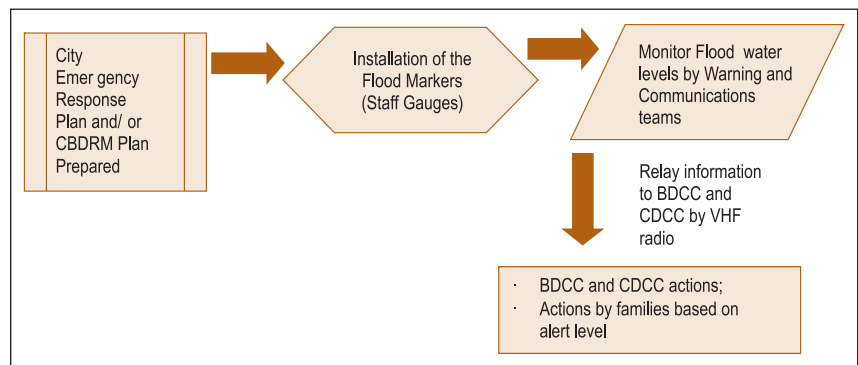 City
Emer gency
Response
Plan and/ or
CBDRM Plan
Prepared
Installation of the
Flood Markers
(Staff Gauges)
Monitor Flood water
levels by Warning and
Communications
teams
Relay information
to BDCC and
CDCC by VHF
radio
· BDCC and CDCC actions;
· Actions by families based on
alert level